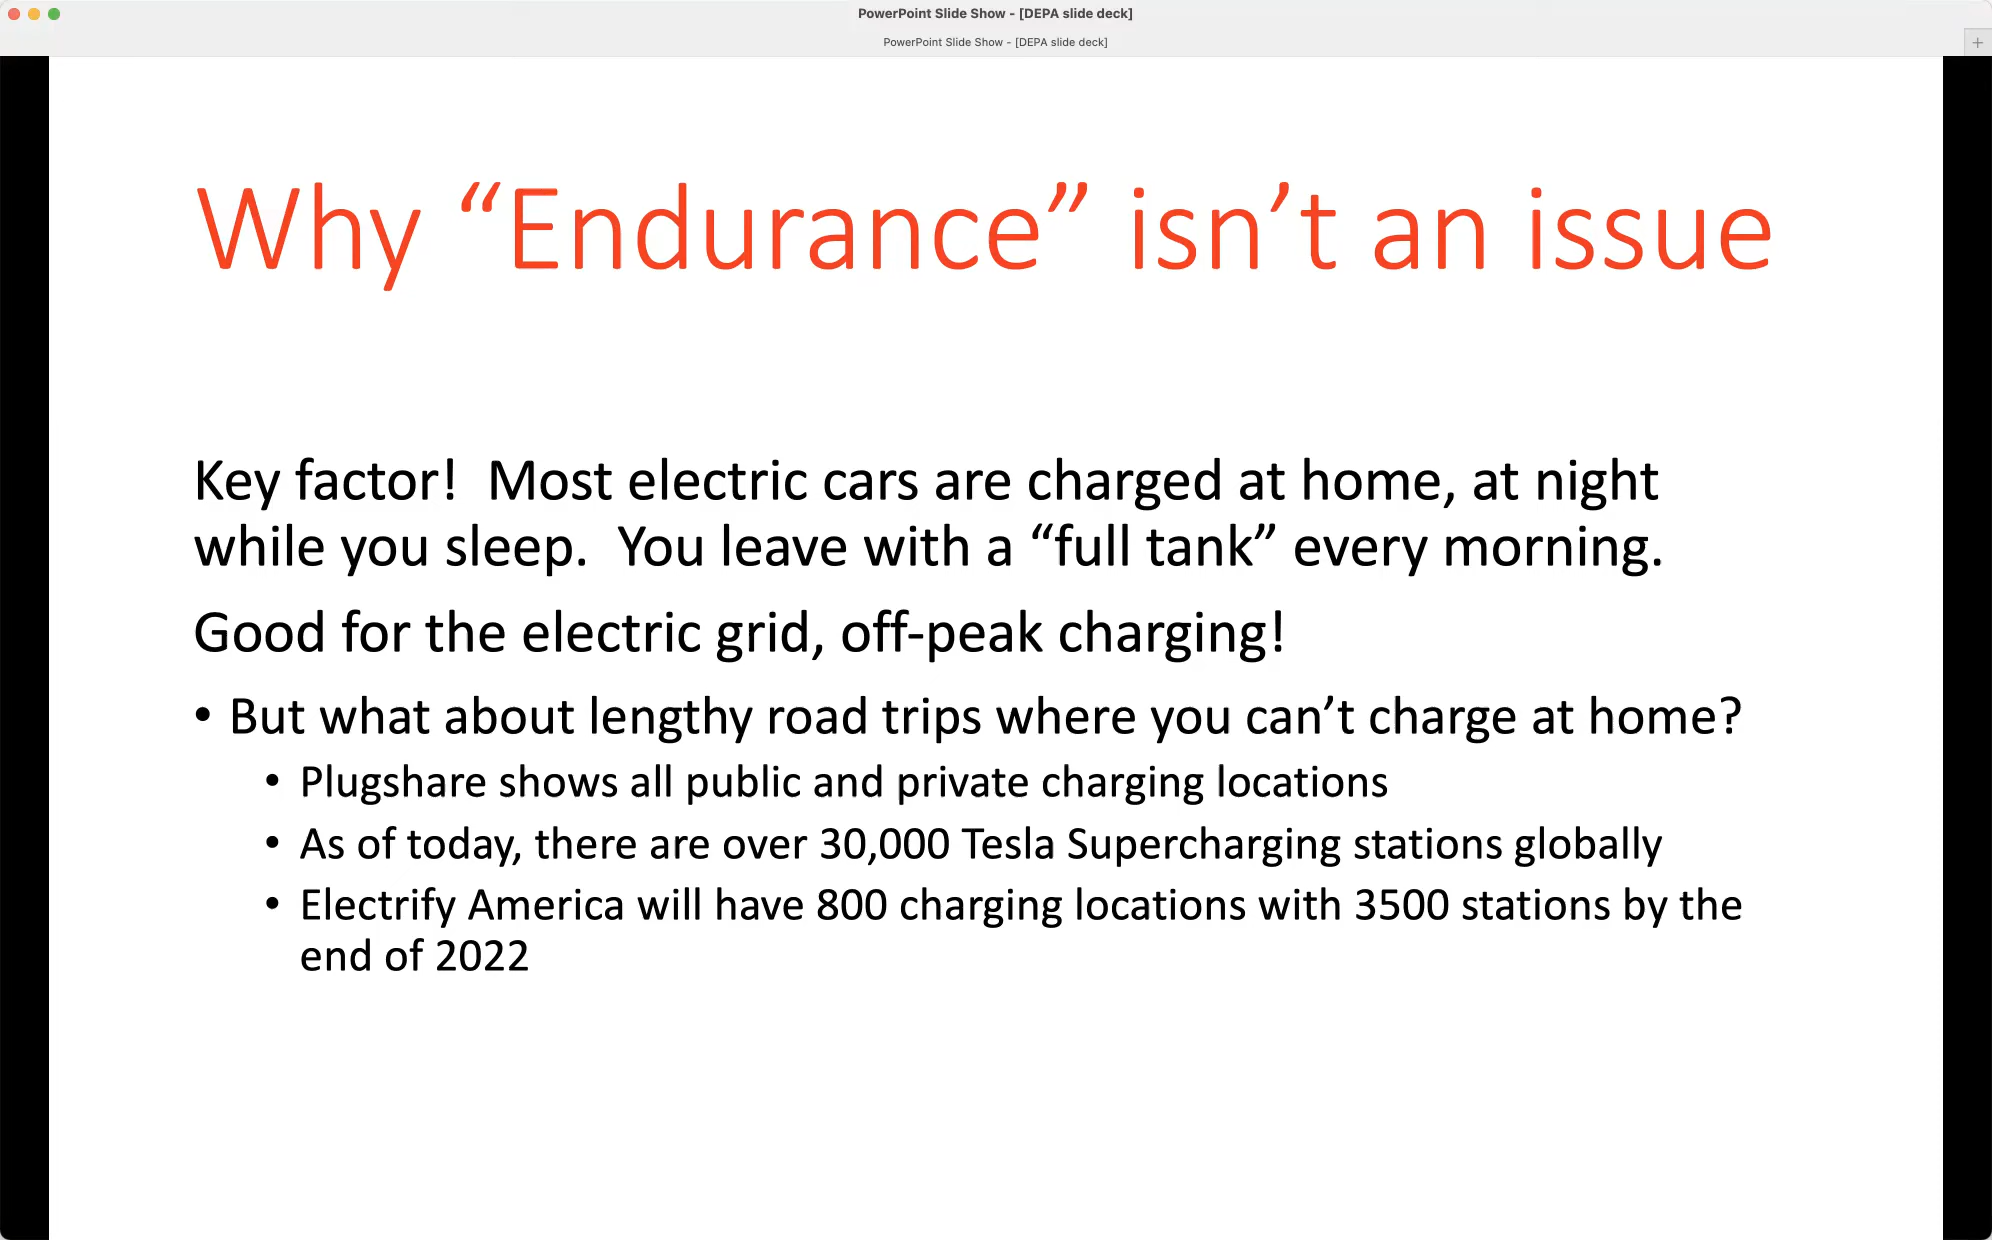 PowerPoint Slide Show - [DEPA slide deck]
PowerPoint Slide Show - [DEPA slide deck]
Why “Endurance” isn’t an issue
Key factor!  Most electric cars are charged at home, at night
while you sleep.  You leave with a “full tank” every morning.
Good for the electric grid, off-peak charging!
• But what about lengthy road trips where you can’t charge at home?
• Plugshare shows all public and private charging locations
• As of today, there are over 30,000 Tesla Supercharging stations globally
• Electrify America will have 800 charging locations with 3500 stations by the
end of 2022